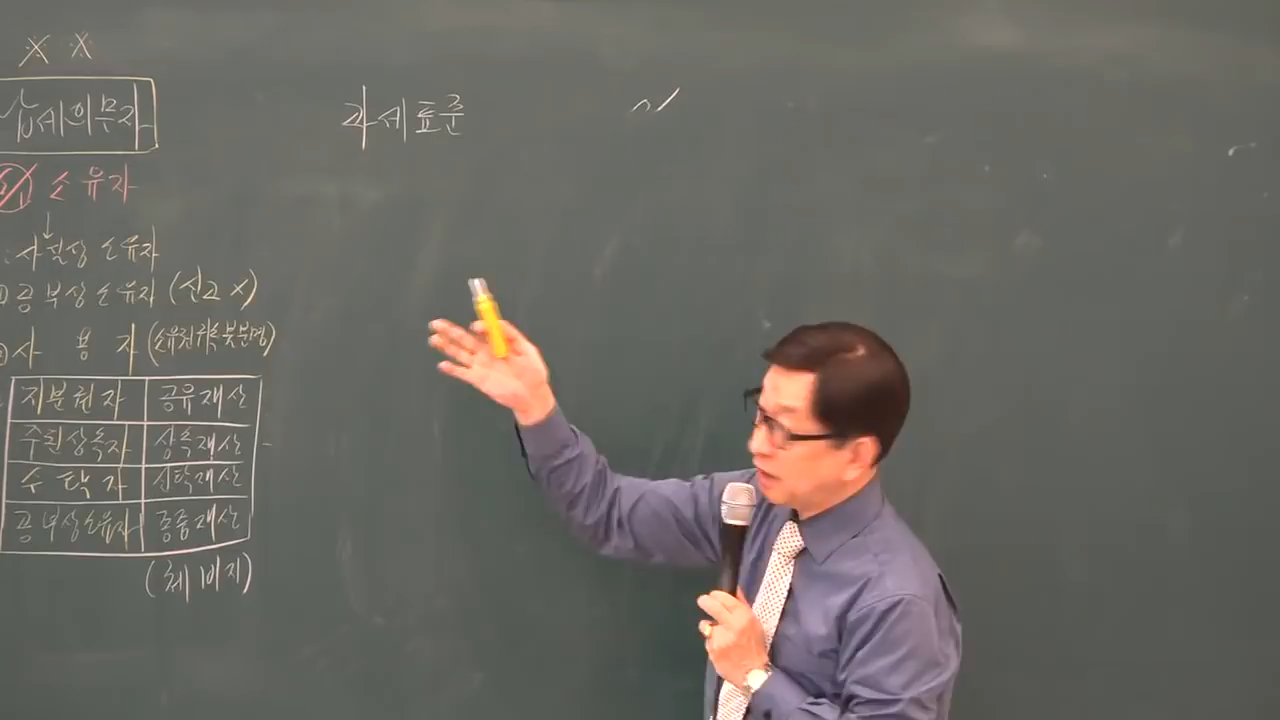 ※ ※
납세의무자
소유자
↓
사실상 소유자
공부상 소유자 (신고 X)
사 용 자 (소유권 귀속 불분명)
지분권자 공유재산
주된상속자 상속재산
수 탁 자 신탁재산
공부상소유자 종중재산
과세표준